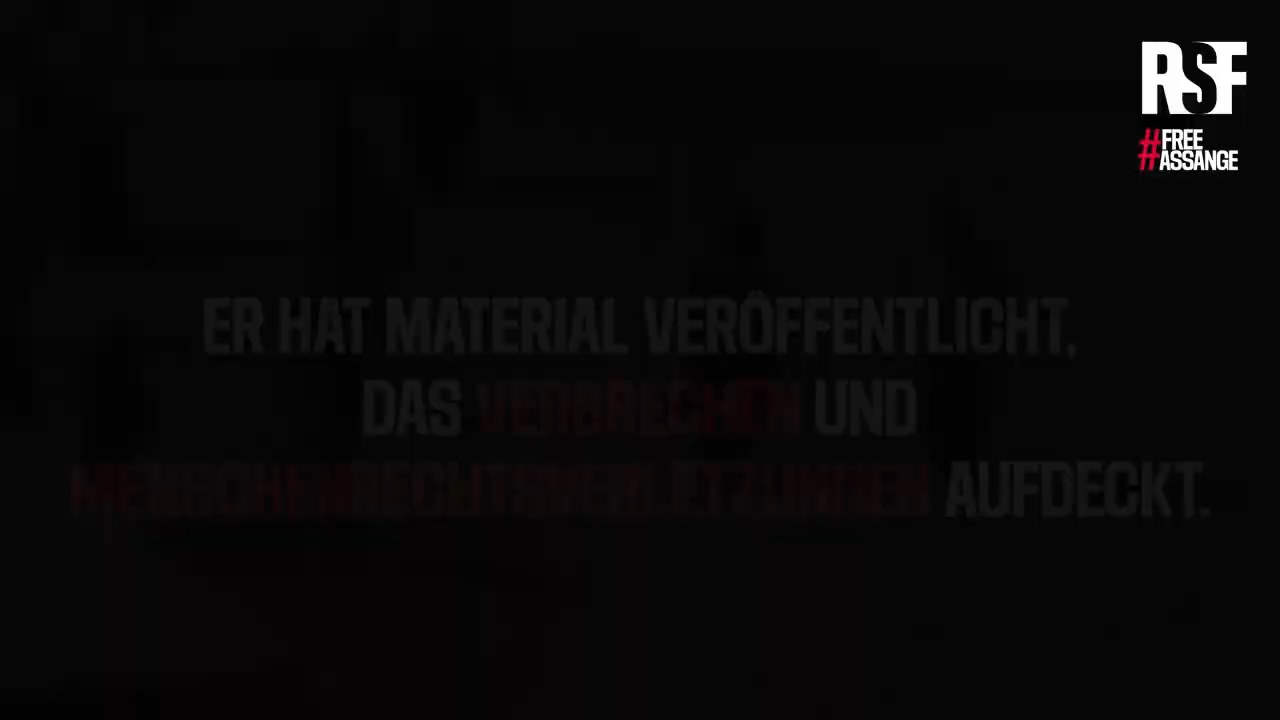 RSF
#FREE
ASSANGE
ER HAT MATERIAL VERÖFFENTLICHT,
DAS VERBRECHEN UND
MENSCHENRECHTSVERLETZUNGEN AUFDECKT.